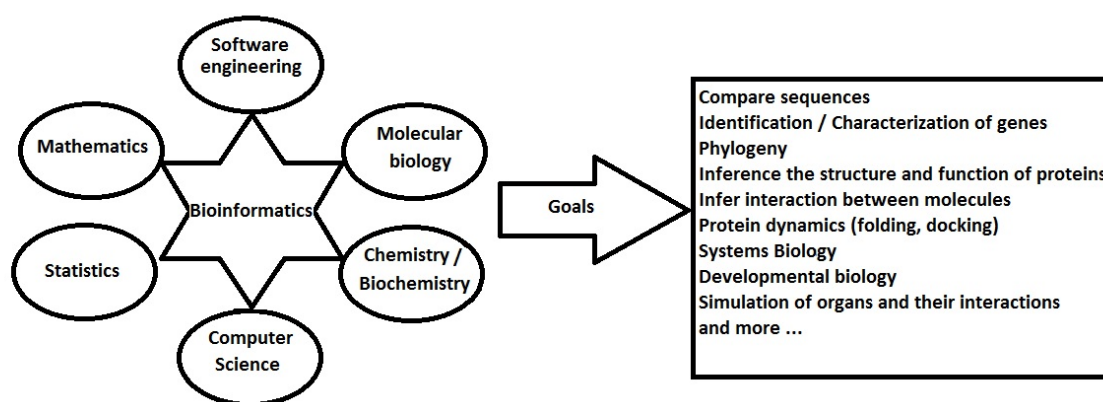 Software
engineering
Mathematics
Molecular
biology
Bioinformatics
Statistics
Chemistry /
Biochemistry
Computer
Science
Goals
Compare sequences
Identification / Characterization of genes
Phylogeny
Inference the structure and function of proteins
Infer interaction between molecules
Protein dynamics (folding, docking)
Systems Biology
Developmental biology
Simulation of organs and their interactions
and more ...